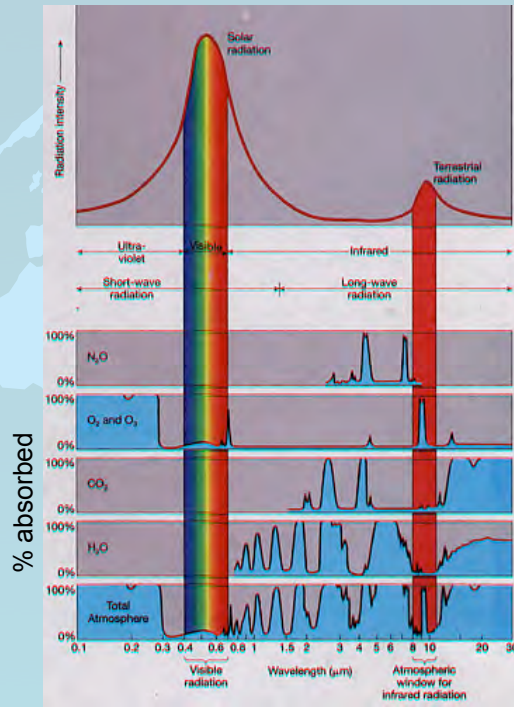 Radiation intensity
Solar
radiation
Terrestrial
radiation
Ultra-
violet
Visible
Infrared
Short-wave
radiation
Long-wave
radiation
% absorbed
100%
N₂O
0%
100%
O₂ and O₃
0%
100%
CO₂
0%
100%
H₂O
0%
100%
Total
Atmosphere
0%
0.1 0.2 0.3 0.4 0.6 0.8 1 1.5 2 3 4 5 6 8 10 20 30
Visible
radiation
Wavelength (μm)
Atmospheric
window for
infrared radiation